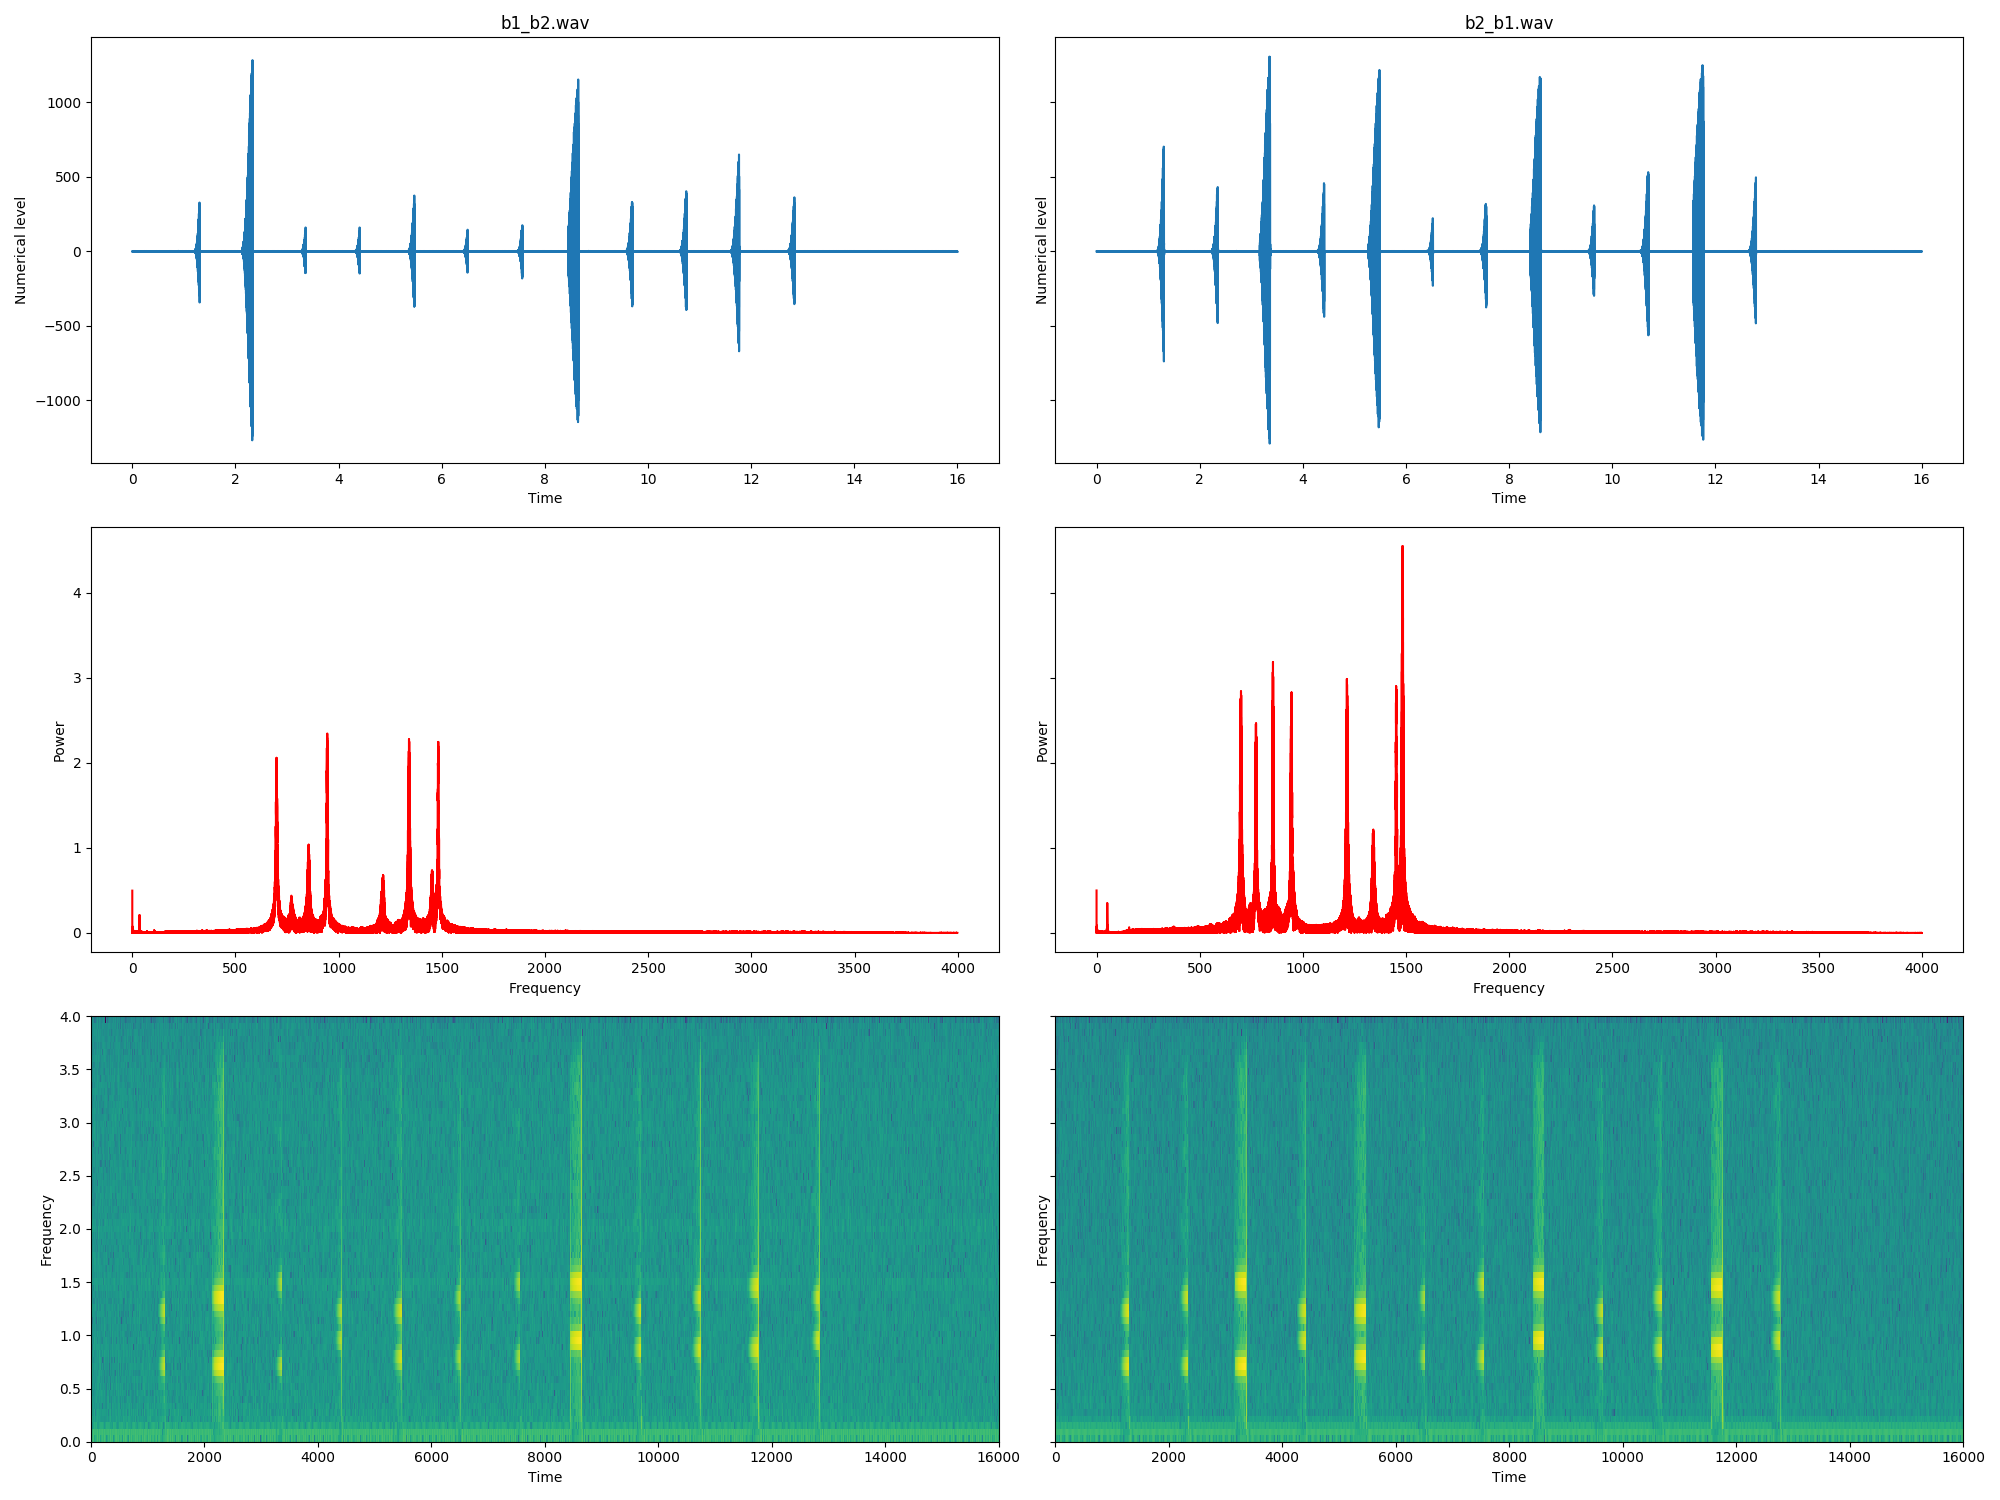 b1_b2.wav
b2_b1.wav
1000
500
0
−500
−1000
Numerical level
Numerical level
0 2 4 6 8 10 12 14 16
0 2 4 6 8 10 12 14 16
Time
Time
4
3
2
1
0
Power
Power
0 500 1000 1500 2000 2500 3000 3500 4000
0 500 1000 1500 2000 2500 3000 3500 4000
Frequency
Frequency
4.0
3.5
3.0
2.5
2.0
1.5
1.0
0.5
0.0
Frequency
Frequency
0 2000 4000 6000 8000 10000 12000 14000 16000
0 2000 4000 6000 8000 10000 12000 14000 16000
Time
Time